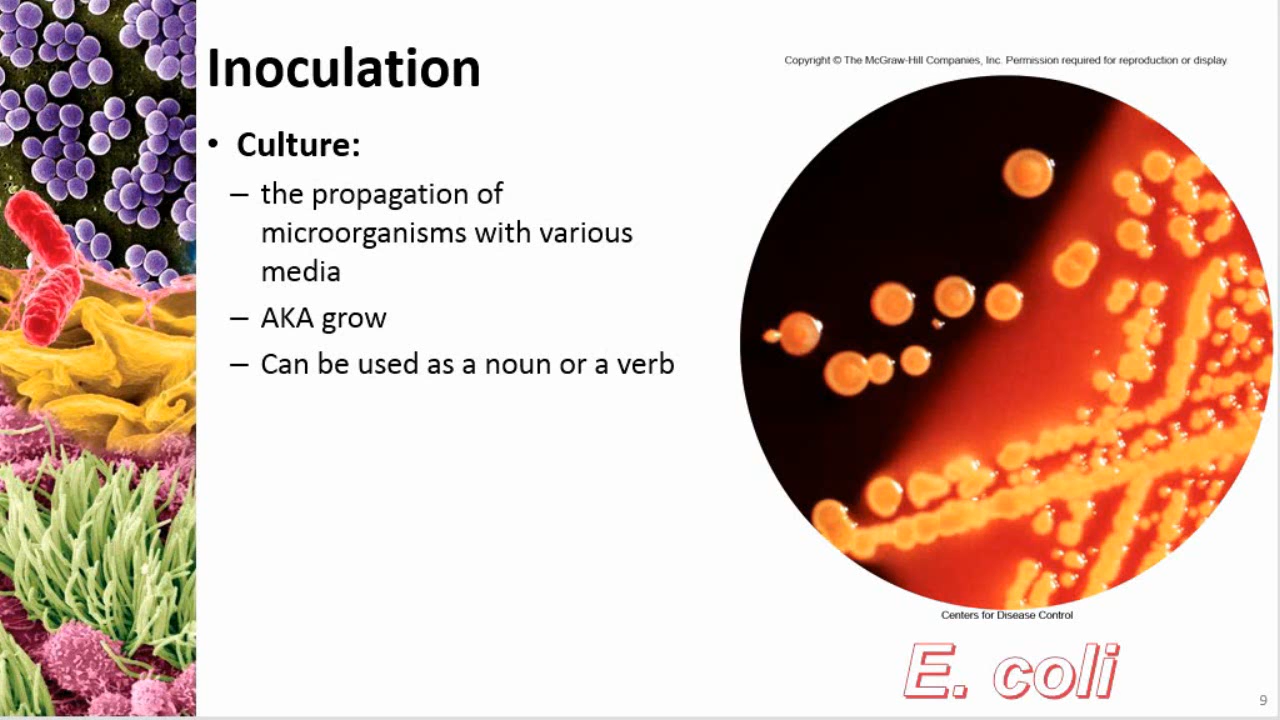 Inoculation
Copyright © The McGraw-Hill Companies, Inc. Permission required for reproduction or display
• Culture:
– the propagation of
microorganisms with various
media
– AKA grow
– Can be used as a noun or a verb
Centers for Disease Control
E. coli
9